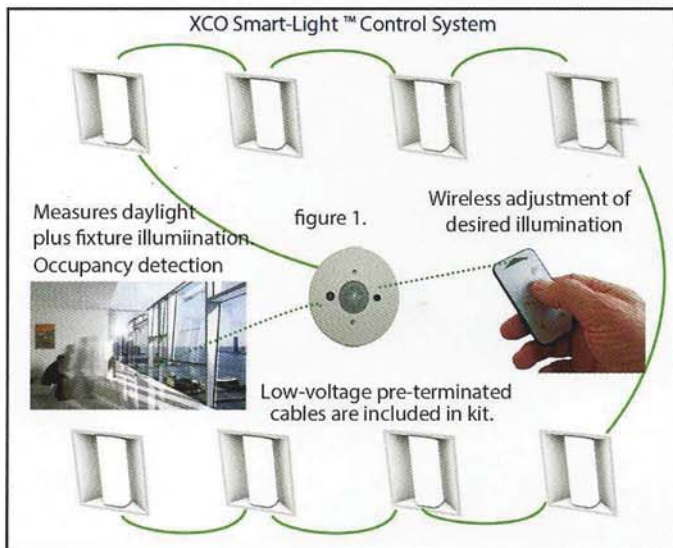 XCO Smart-Light ™ Control System
Measures daylight
plus fixture illumiination.
Occupancy detection
figure 1.
Wireless adjustment of
desired illumination
Low-voltage pre-terminated
cables are included in kit.